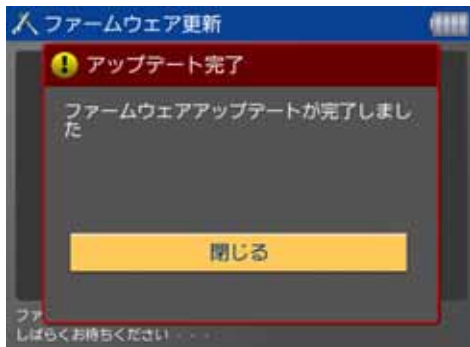 ファームウェア更新
アップデート完了
ファームウェアアップデートが完了しまし
た
閉じる
ファ
しばらくお待ちください・・・